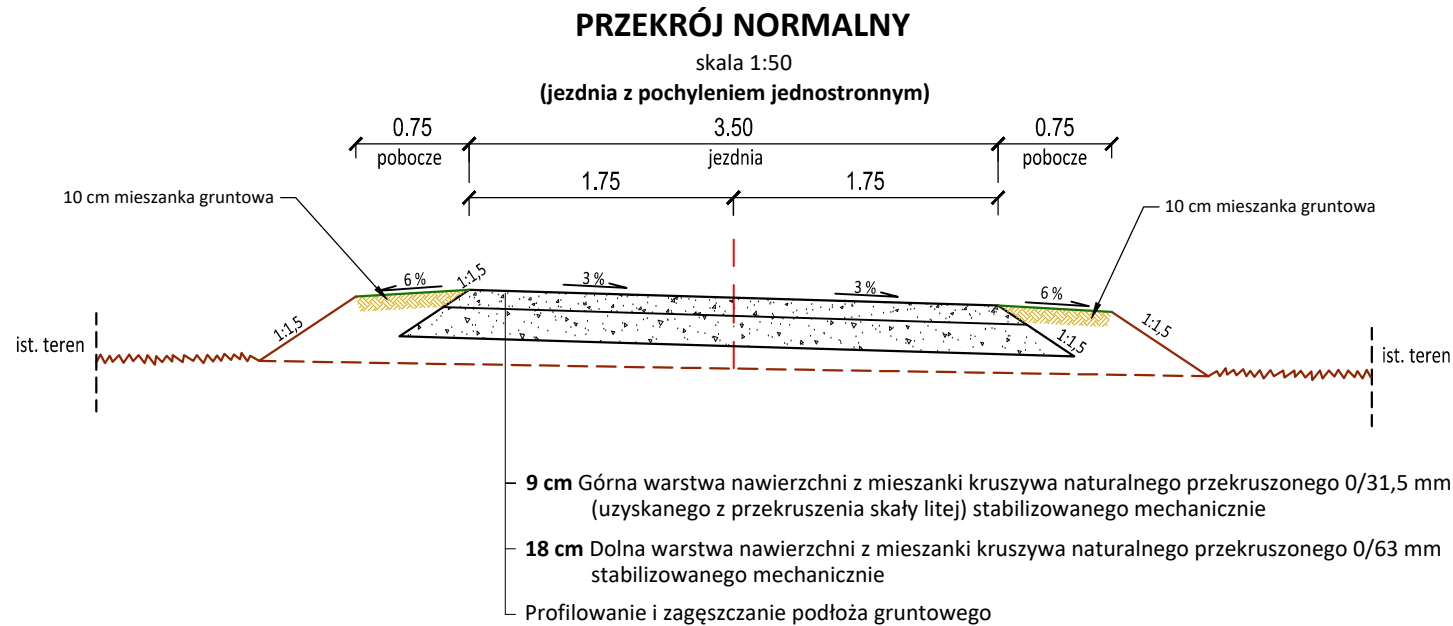 PRZEKRÓJ NORMALNY
skala 1:50
(jezdnia z pochyleniem jednostronnym)
0.75 3.50 0.75
pobocze jezdnia pobocze
1.75 1.75
10 cm mieszanka gruntowa
10 cm mieszanka gruntowa
6 % 1:1,5 3 % 3 % 6 %
1:1,5 1:1,5 1:1,5
ist. teren
ist. teren
9 cm Górna warstwa nawierzchni z mieszanki kruszywa naturalnego przekruszonego 0/31,5 mm
(uzyskanego z przekruszenia skały litej) stabilizowanego mechanicznie
18 cm Dolna warstwa nawierzchni z mieszanki kruszywa naturalnego przekruszonego 0/63 mm
stabilizowanego mechanicznie
Profilowanie i zagęszczanie podłoża gruntowego